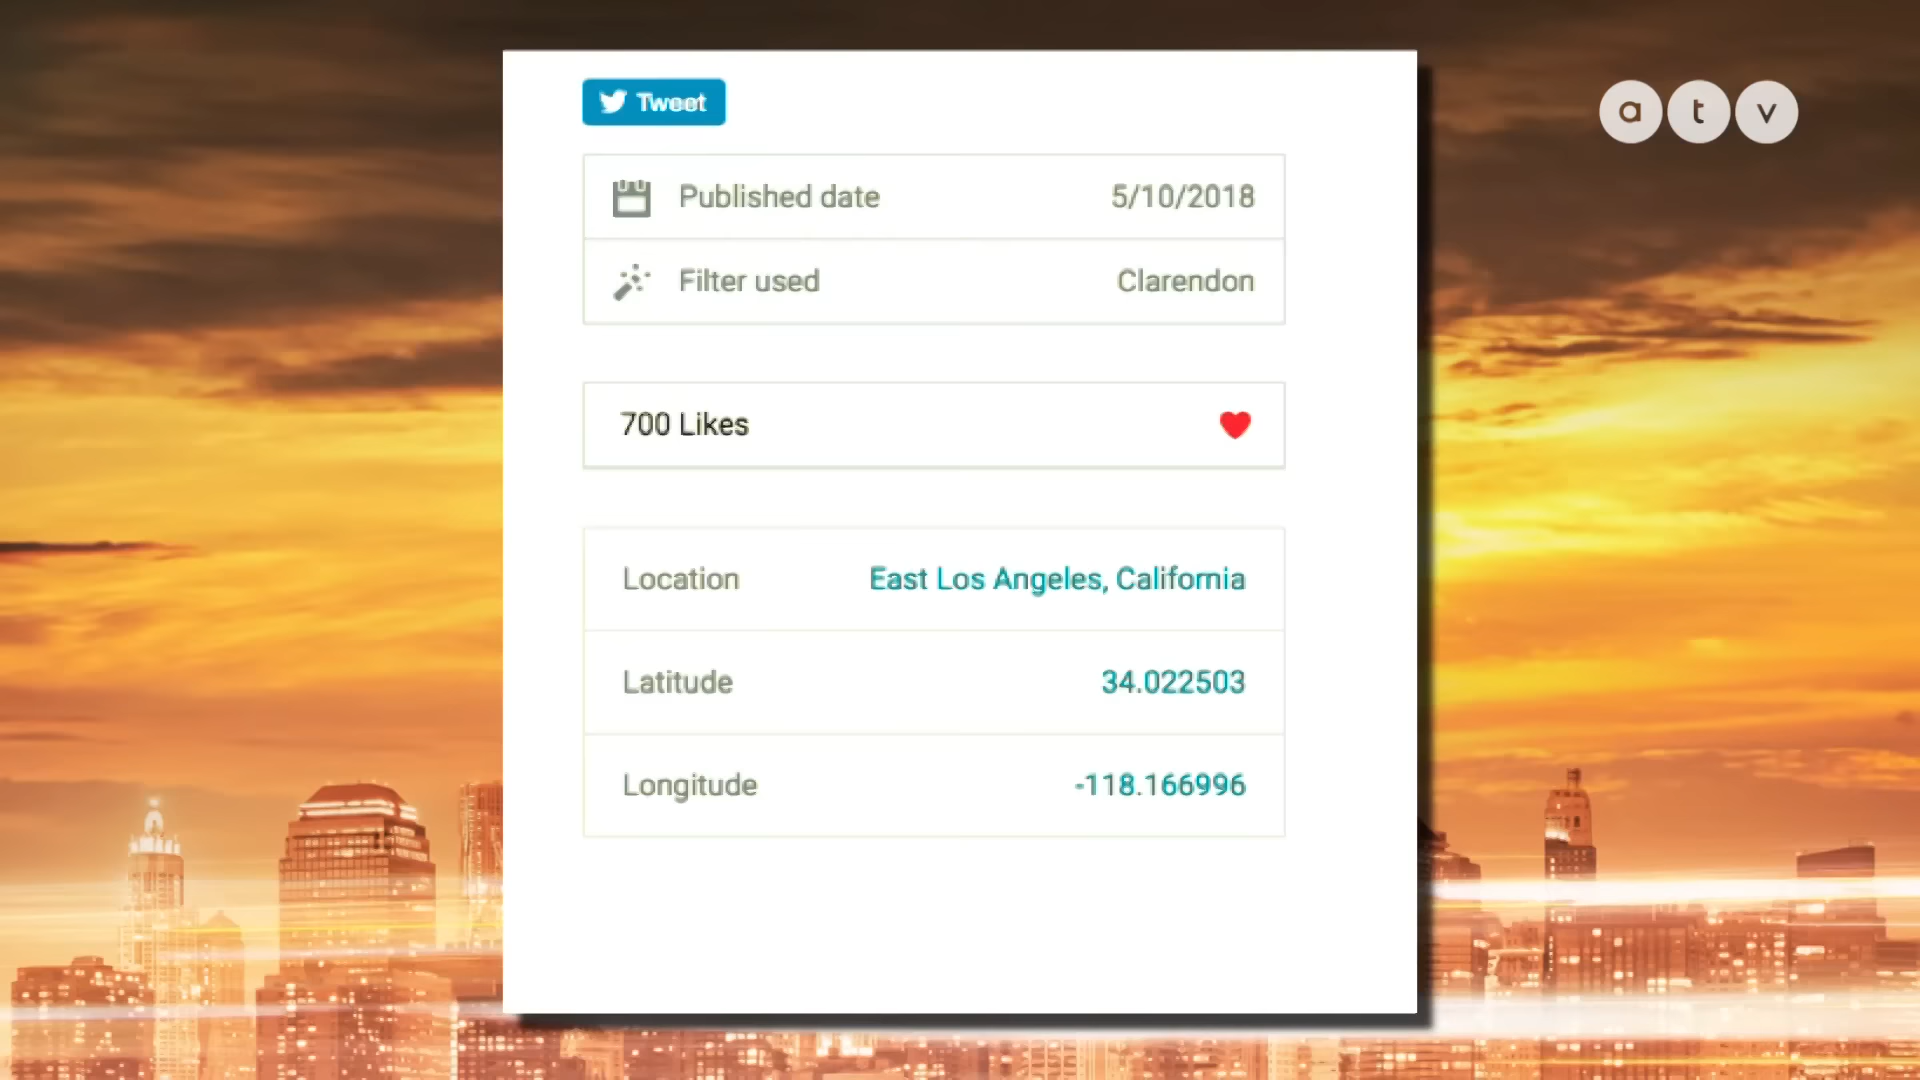 a t v
Tweet
Published date 5/10/2018
Filter used Clarendon
700 Likes
Location East Los Angeles, California
Latitude 34.022503
Longitude -118.166996